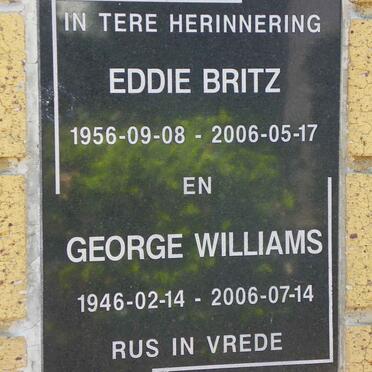 IN TERE HERINNERING
EDDIE BRITZ
1956-09-08 - 2006-05-17
EN
GEORGE WILLIAMS
1946-02-14 - 2006-07-14
RUS IN VREDE